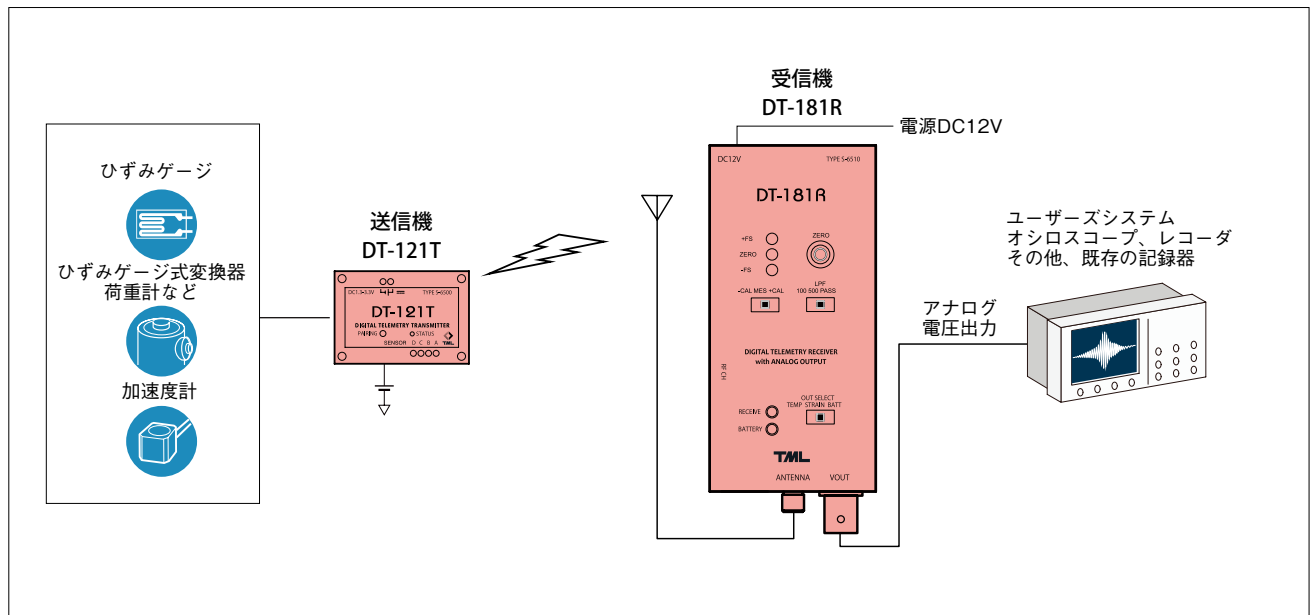 ひずみゲージ
ひずみゲージ式変換器
荷重計など
加速度計
送信機
DT-121T
DC1.3-3.3V
TYPE S-6500
DT-121T
DIGITAL TELEMETRY TRANSMITTER
PAIRING
STATUS
SENSOR D C B A
TML
受信機
DT-181R
電源DC12V
DC12V
TYPE S-6510
DT-181R
+FS
ZERO
-FS
ZERO
-CAL MES +CAL
LPF
100 500 PASS
DIGITAL TELEMETRY RECEIVER
with ANALOG OUTPUT
RF CH
OUT SELECT
TEMP STRAIN BATT
RECEIVE
BATTERY
TML
ANTENNA
VOUT
アナログ
電圧出力
ユーザーズシステム
オシロスコープ、レコーダ
その他、既存の記録器